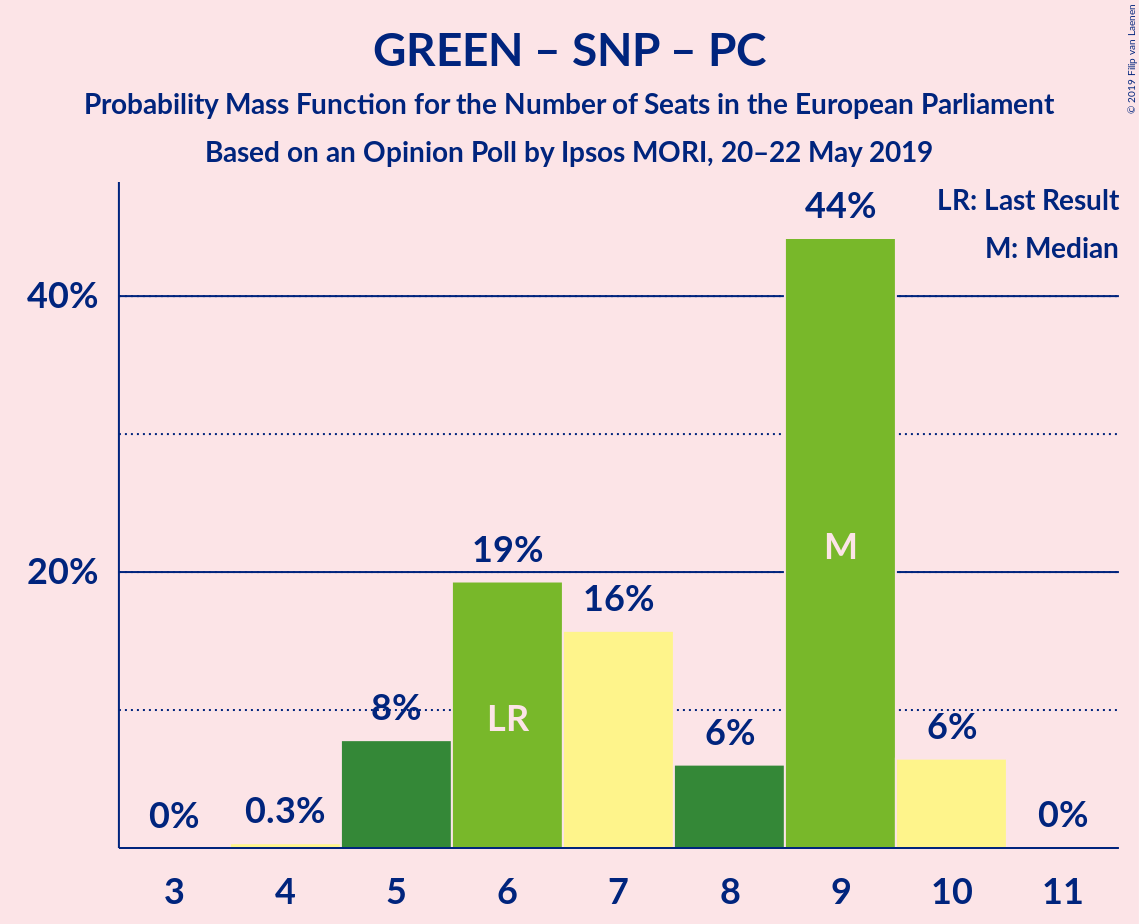 GREEN – SNP – PC
Probability Mass Function for the Number of Seats in the European Parliament
Based on an Opinion Poll by Ipsos MORI, 20–22 May 2019
© 2019 Filip van Laenen
LR: Last Result
M: Median
40%
20%
0%
0.3%
8%
19%
16%
6%
44%
6%
0%
LR
M
3 4 5 6 7 8 9 10 11